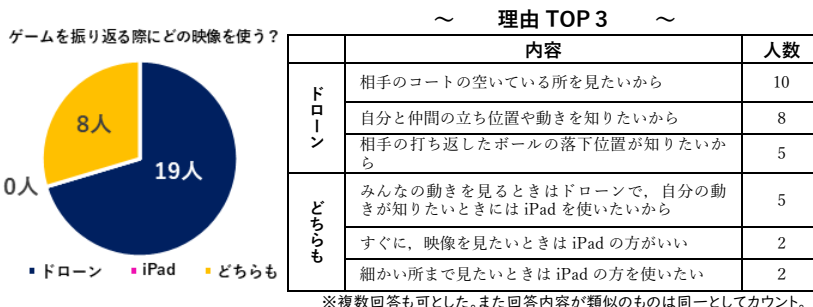 ゲームを振り返る際にどの映像を使う?
8人
0人
19人
ドローン iPad どちらも
～ 理由 TOP 3 ～
内容 人数
ドローン
相手のコートの空いている所を見たいから 10
自分と仲間の立ち位置や動きを知りたいから 8
相手の打ち返したボールの落下位置が知りたいか
ら 5
どちらも
みんなの動きを見るときはドローンで，自分の動
きが知りたいときには iPad を使いたいから 5
すぐに，映像を見たいときは iPad の方がいい 2
細かい所まで見たいときは iPad の方を使いたい 2
※複数回答も可とした。また回答内容が類似のものは同一としてカウント。